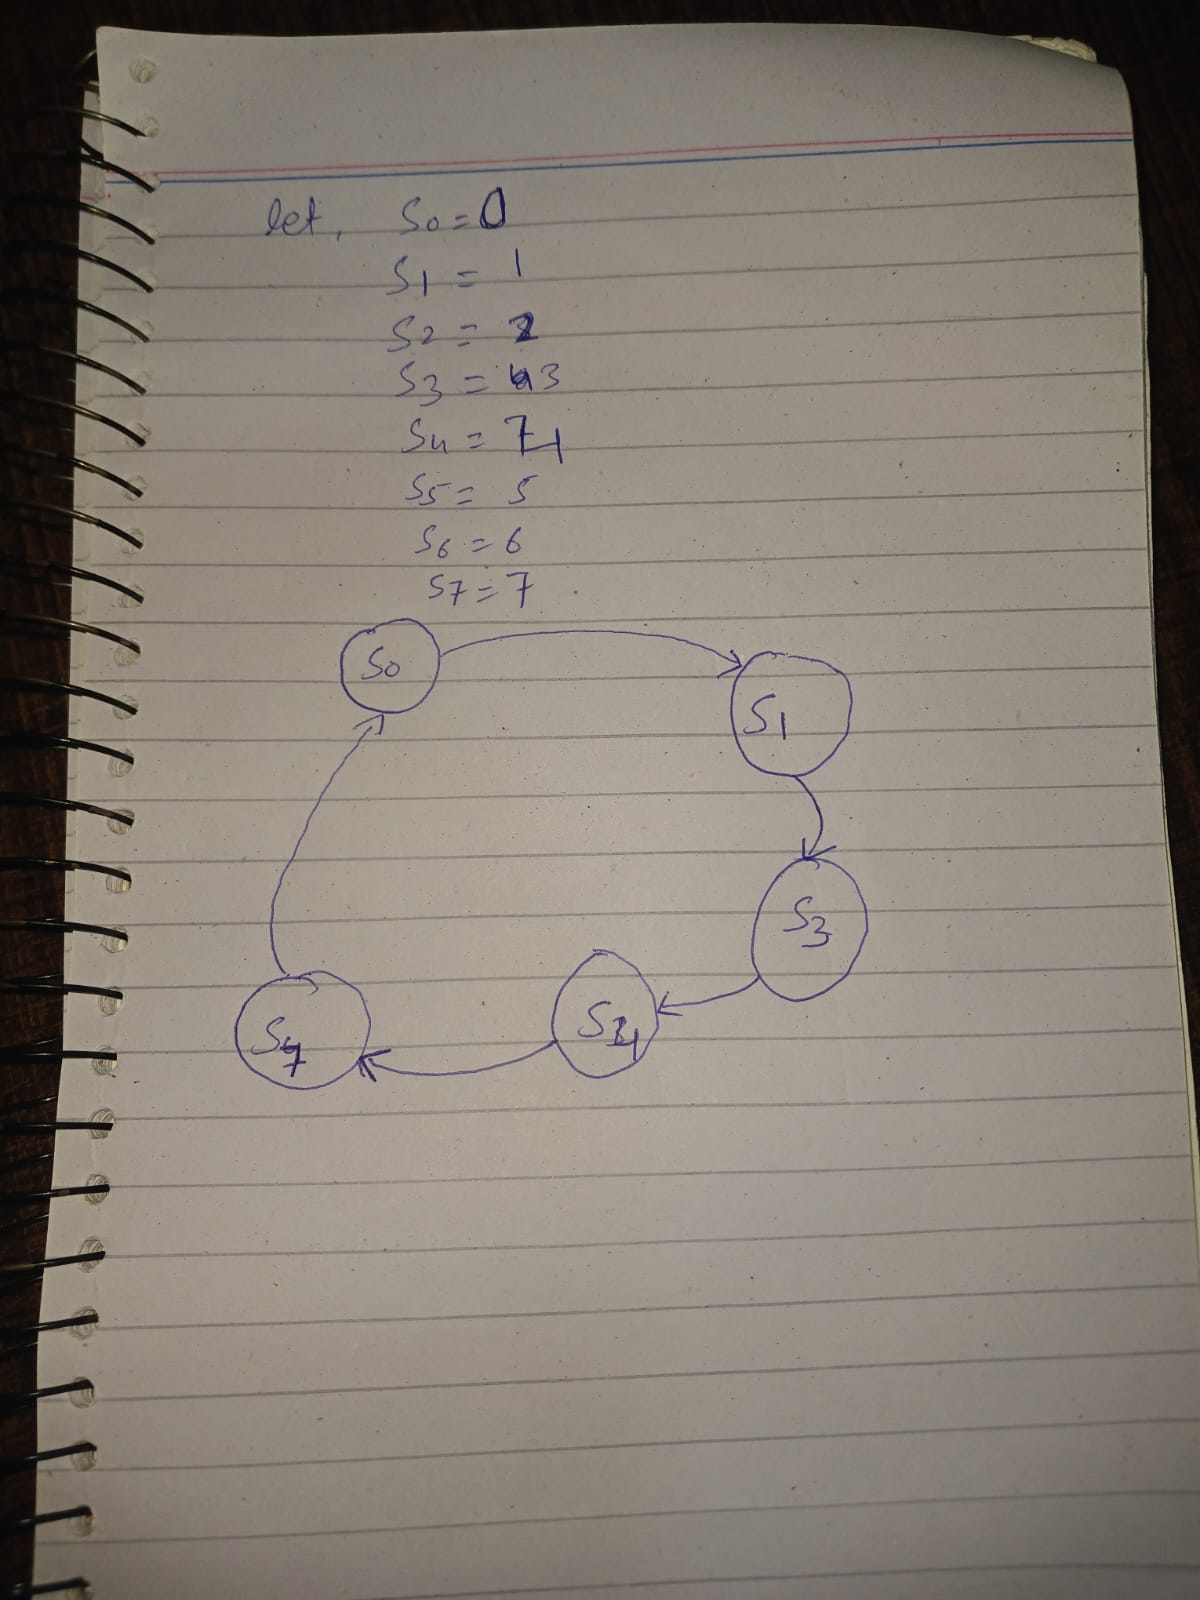 let, S0 = 0
S1 = 1
S2 = 2
S3 = 3
S4 = 4
S5 = 5
S6 = 6
S7 = 7
S0
S1
S3
S4
S7